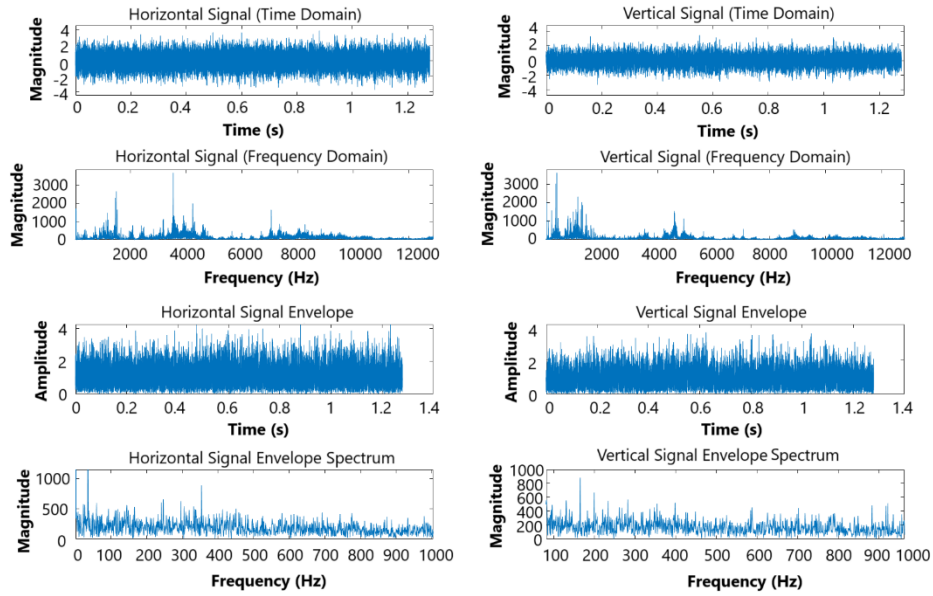 Horizontal Signal (Time Domain)
4
2
0
-2
-4
Magnitude
0 0.2 0.4 0.6 0.8 1 1.2
Time (s)
Vertical Signal (Time Domain)
4
2
0
-2
-4
Magnitude
0 0.2 0.4 0.6 0.8 1 1.2
Time (s)
Horizontal Signal (Frequency Domain)
3000
2000
1000
0
Magnitude
2000 4000 6000 8000 10000 12000
Frequency (Hz)
Vertical Signal (Frequency Domain)
3000
2000
1000
0
Magnitude
2000 4000 6000 8000 10000 12000
Frequency (Hz)
Horizontal Signal Envelope
4
2
0
Amplitude
0 0.2 0.4 0.6 0.8 1 1.2 1.4
Time (s)
Vertical Signal Envelope
4
2
0
Amplitude
0.2 0.4 0.6 0.8 1 1.2 1.4
Time (s)
Horizontal Signal Envelope Spectrum
1000
500
0
Magnitude
0 100 200 300 400 500 600 700 800 900 1000
Frequency (Hz)
Vertical Signal Envelope Spectrum
1000
800
600
400
200
0
Magnitude
100 200 300 400 500 600 700 800 900 1000
Frequency (Hz)